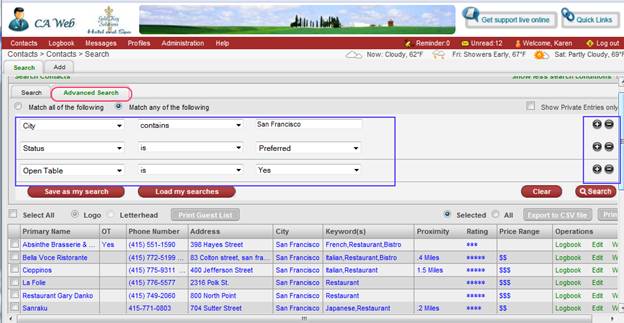 CA Web
Gold Key Solutions
Hotel and Spa
Get support live online
Quick Links
Contacts Logbook Messages Profiles Administration Help Reminder:0 Unread:12 Welcome, Karen Log out
Contacts > Contacts > Search Now: Cloudy, 62°F Fri: Showers Early, 67°F Sat: Partly Cloudy, 69°F
Search Add
Search Contacts Show less search conditions
Search Advanced Search
Match all of the following Match any of the following Show Private Entries only
City contains San Francisco
Status is Preferred
Open Table is Yes
Save as my search Load my searches Clear Search
Select All Logo Letterhead Print Guest List Selected All Export to CSV file Print
Primary Name OT Phone Number Address City Keyword(s) Proximity Rating Price Range Operations
Absinthe Brasserie & ... Yes (415) 551-1590 398 Hayes Street San Francisco French,Restaurant,Bistro *** Logbook Edit
Bella Voce Ristorante (415) 772-5199 ... 83 Colton street, san fra... San Francisco Italian,Restaurant,Bistro .4 Miles ***** $$ Logbook Edit
Cioppinos (415) 775-9311 ... 400 Jefferson Street San Francisco Italian,Restaurant 1.5 Miles ***** $$$ Logbook Edit
La Folie (415) 776-5577 2316 Polk St. San Francisco Restaurant ***** $$$ Logbook Edit
Restaurant Gary Danko (415) 749-2060 800 North Point San Francisco Restaurant ***** $$$ Logbook Edit
Sanraku 415-771-0803 704 Sutter Street San Francisco Japanese,Restaurant .2 Miles ***** $$ Logbook Edit